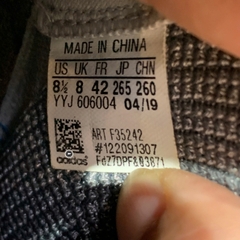 MADE IN CHINA
US UK FR JP CHN
8½ 8 42 265 260
YYJ 606004 04/19
ART F35242
#122091307
adidas